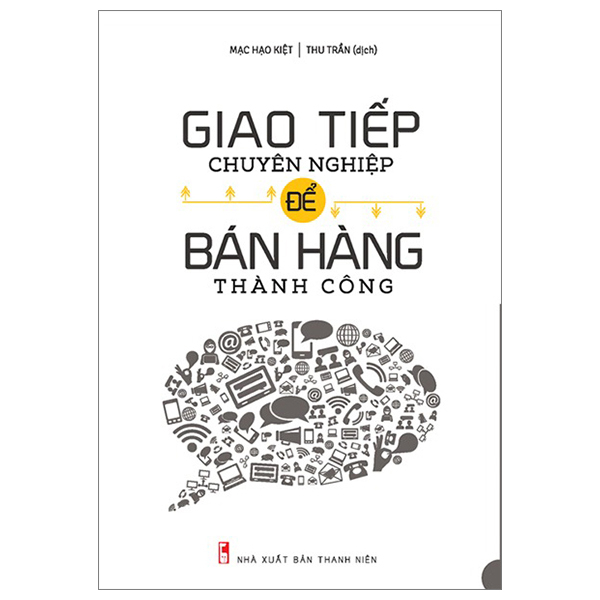 MẠC HẠO KIỆT | THU TRẦN (dịch)
GIAO TIẾP
CHUYÊN NGHIỆP
ĐỂ
BÁN HÀNG
THÀNH CÔNG
NHÀ XUẤT BẢN THANH NIÊN